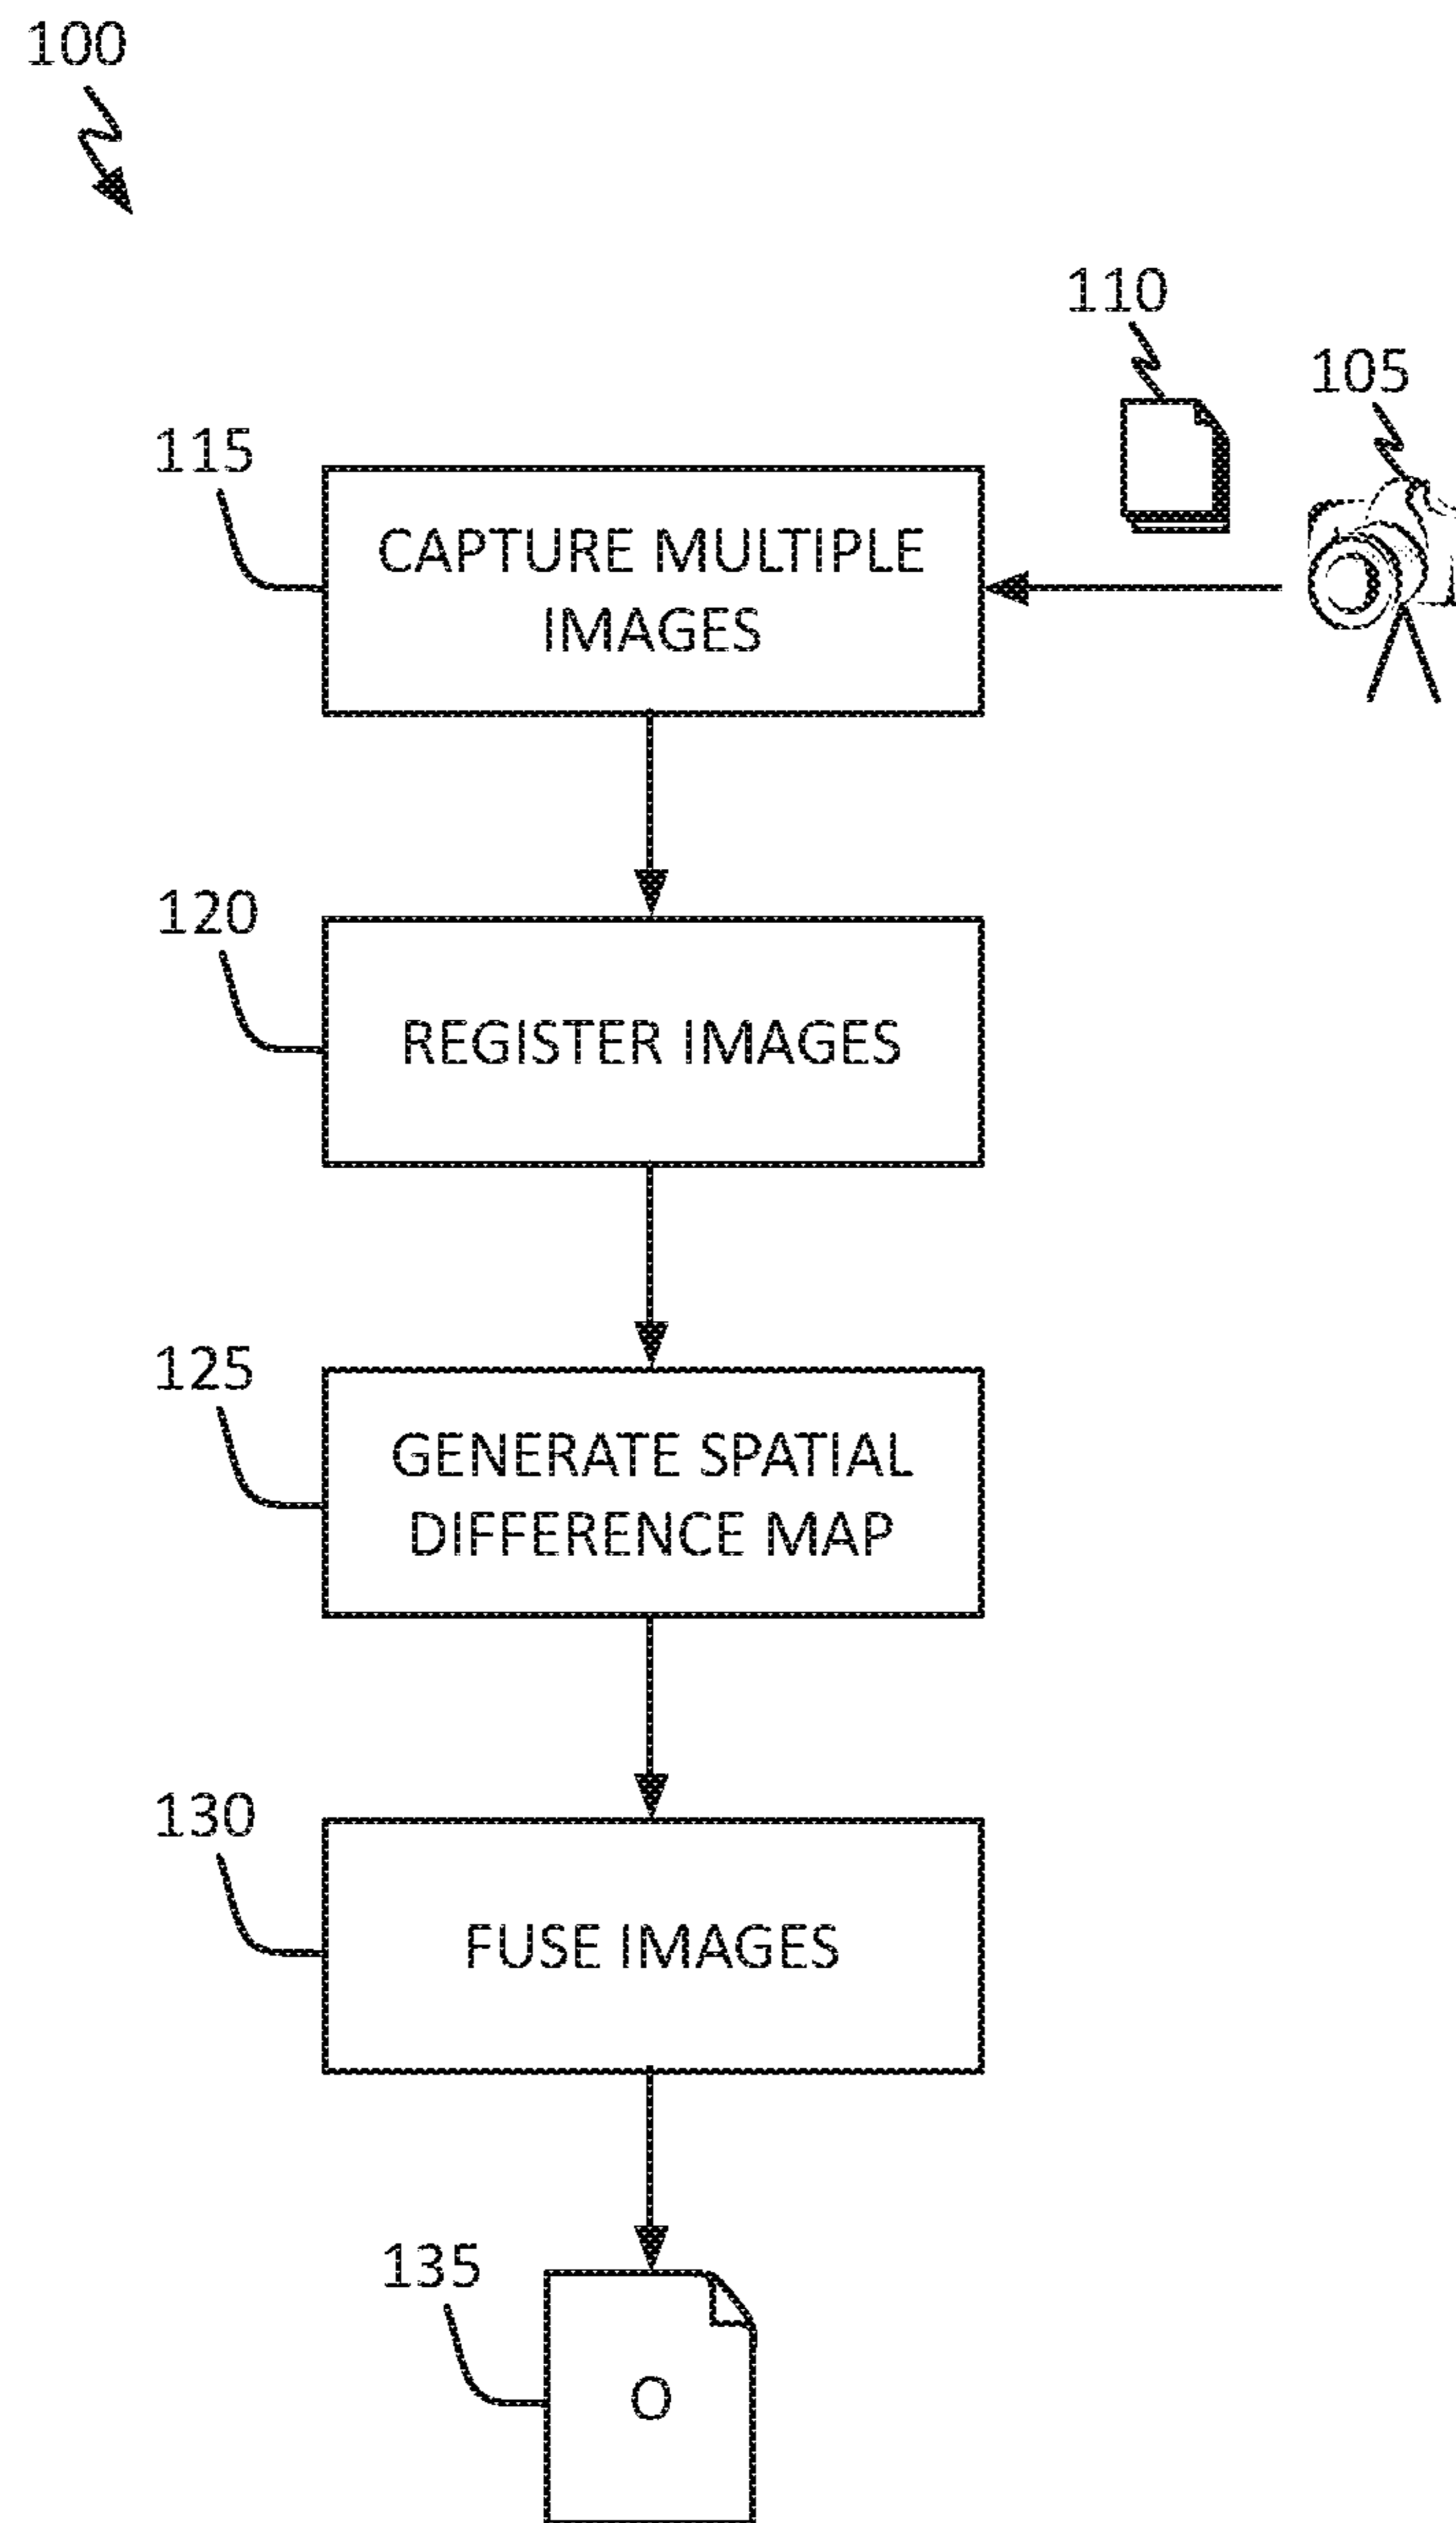 100
110
105
115
CAPTURE MULTIPLE
IMAGES
120
REGISTER IMAGES
125
GENERATE SPATIAL
DIFFERENCE MAP
130
FUSE IMAGES
135
O